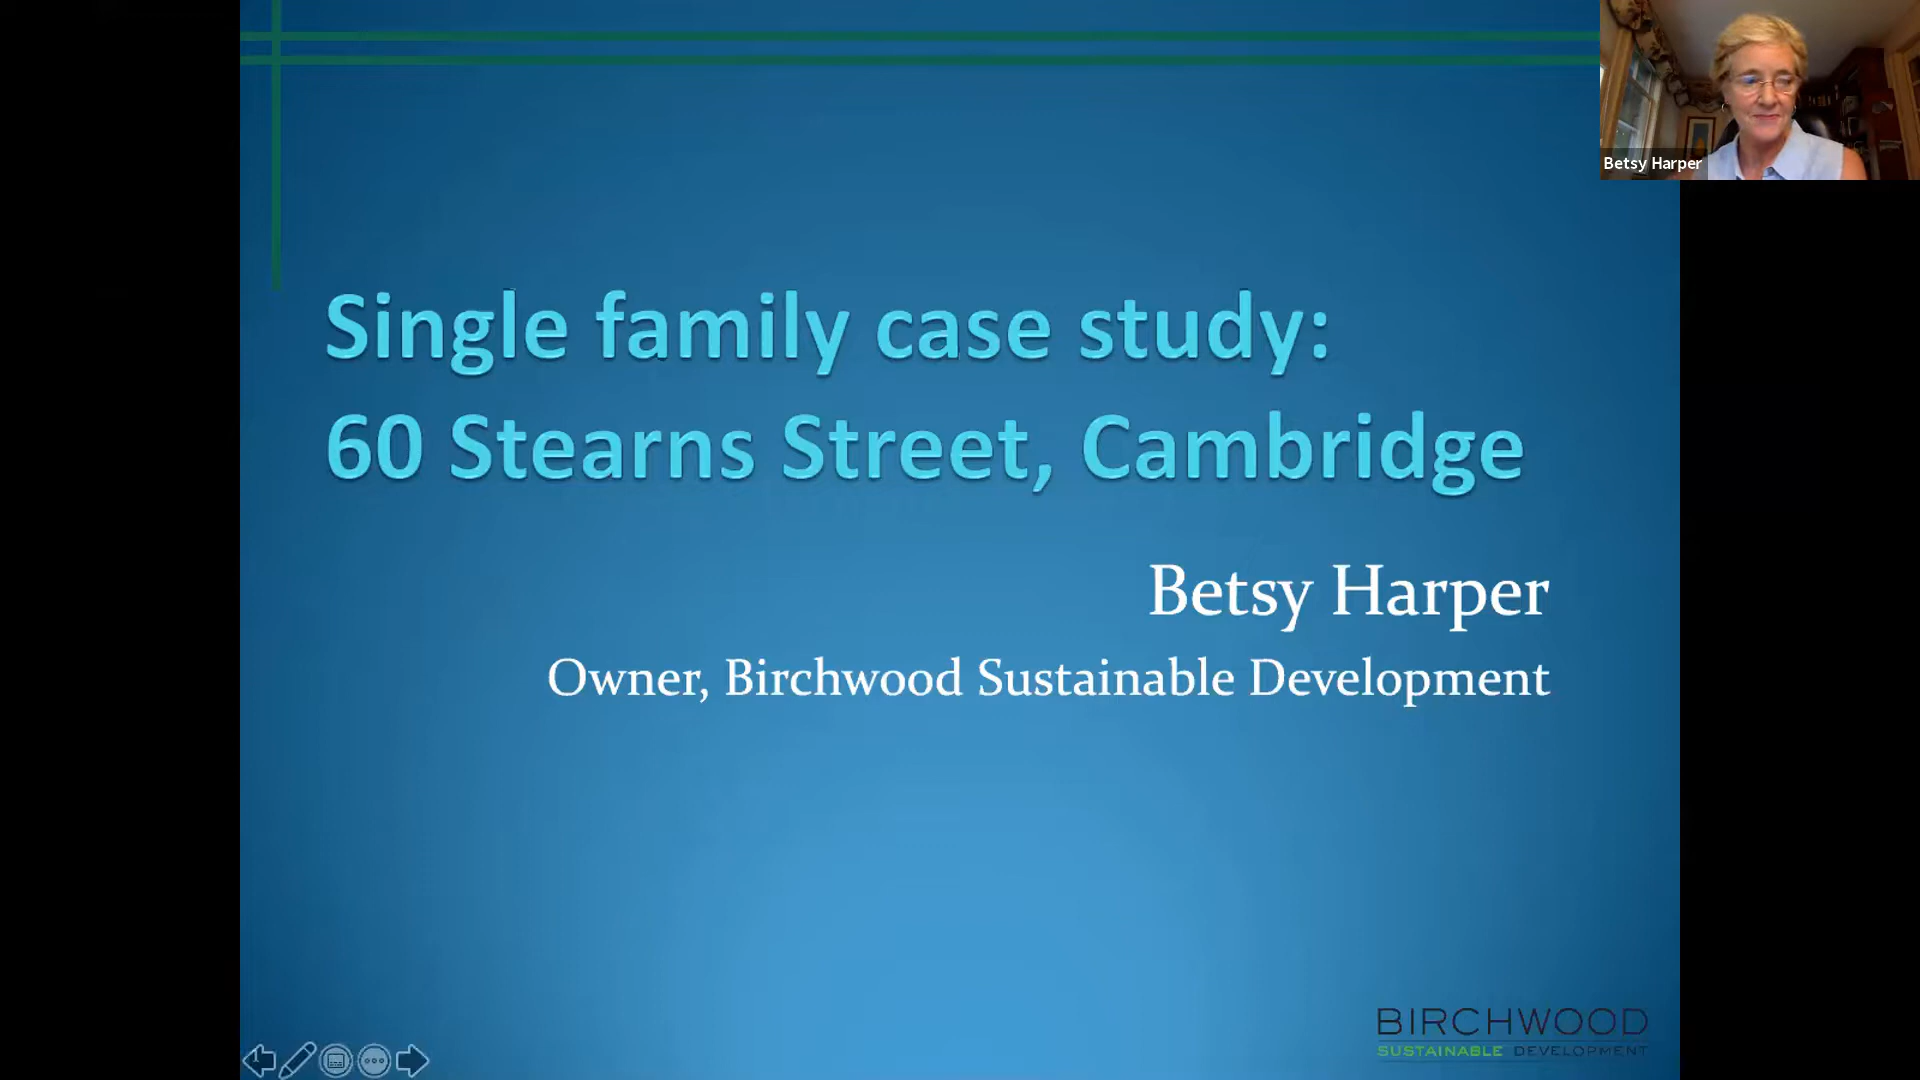 Betsy Harper
Single family case study:
60 Stearns Street, Cambridge
Betsy Harper
Owner, Birchwood Sustainable Development
BIRCHWOOD
SUSTAINABLE DEVELOPMENT